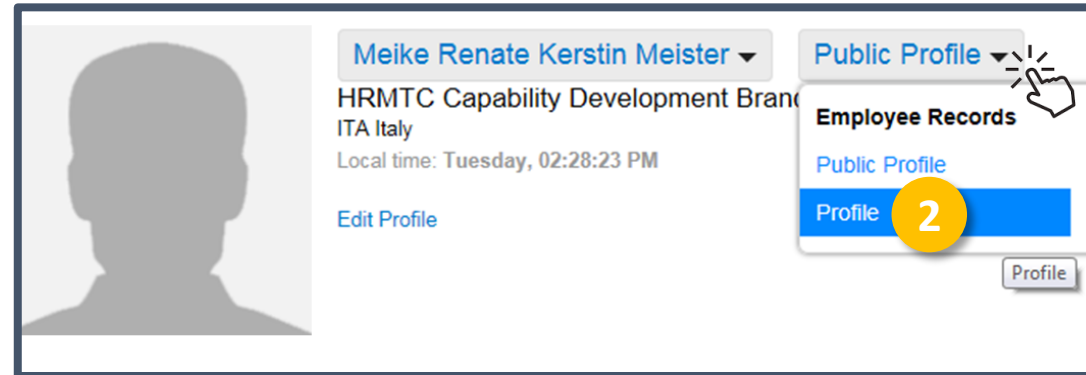 Meike Renate Kerstin Meister
Public Profile
HRMTC Capability Development
ITA Italy
Local time: Tuesday, 02:28:23 PM
Edit Profile
Employee Records
Public Profile
Profile
2
Profile